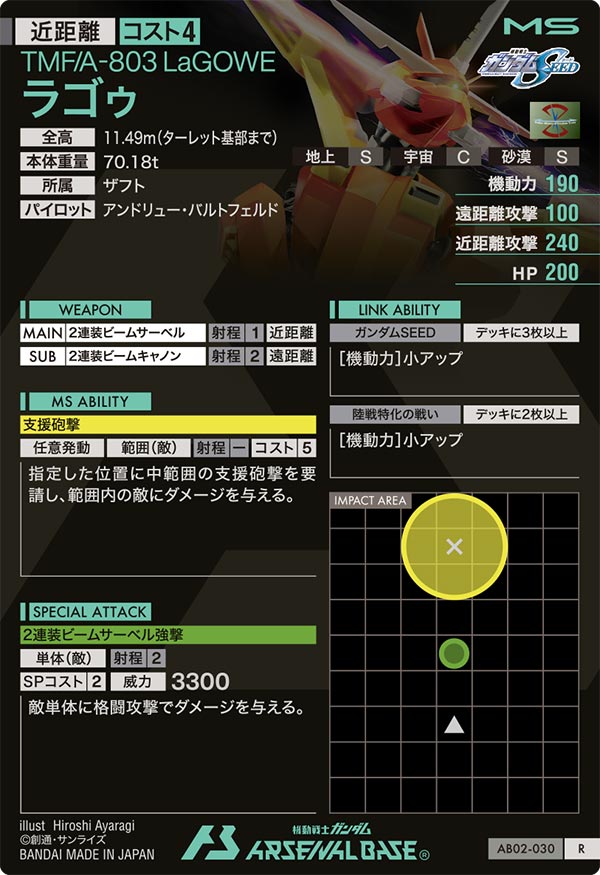 近距離 コスト4
MS
TMF/A-803 LaGOWE
ラゴゥ
機動戦士
ガンダムSEED
全高 11.49m(ターレット基部まで)
本体重量 70.18t
所属 ザフト
パイロット アンドリュー・バルトフェルド
地上 S 宇宙 C 砂漠 S
機動力 190
遠距離攻撃 100
近距離攻撃 240
HP 200
WEAPON
MAIN 2連装ビームサーベル 射程 1 近距離
SUB 2連装ビームキャノン 射程 2 遠距離
MS ABILITY
支援砲撃
任意発動 範囲(敵) 射程 ー コスト 5
指定した位置に中範囲の支援砲撃を要
請し、範囲内の敵にダメージを与える。
SPECIAL ATTACK
2連装ビームサーベル強撃
単体(敵) 射程 2
SPコスト 2 威力 3300
敵単体に格闘攻撃でダメージを与える。
LINK ABILITY
ガンダムSEED デッキに3枚以上
[機動力]小アップ
陸戦特化の戦い デッキに2枚以上
[機動力]小アップ
IMPACT AREA
illust Hiroshi Ayaragi
©創通・サンライズ
BANDAI MADE IN JAPAN
機動戦士ガンダム
ARSENAL BASE®
AB02-030 R